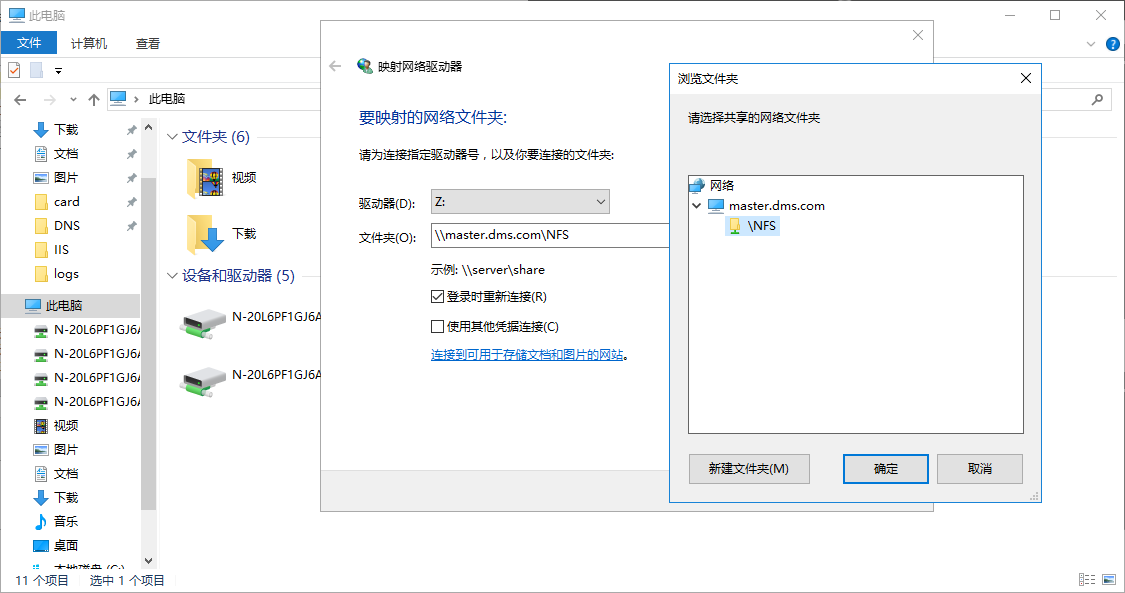 此电脑
文件 计算机 查看
此电脑
下载
文档
图片
card
DNS
IIS
logs
此电脑
N-20L6PF1GJ6A
N-20L6PF1GJ6A
N-20L6PF1GJ6A
N-20L6PF1GJ6A
视频
图片
文档
下载
音乐
桌面
本地磁盘 (C:)
文件夹 (6)
视频
下载
设备和驱动器 (5)
N-20L6PF1GJ6A
N-20L6PF1GJ6A
11 个项目 选中 1 个项目
映射网络驱动器
要映射的网络文件夹:
请为连接指定驱动器号，以及你要连接的文件夹:
驱动器(D): Z:
文件夹(O): \\master.dms.com\NFS
示例: \\server\share
登录时重新连接(R)
使用其他凭据连接(C)
连接到可用于存储文档和图片的网站。
浏览文件夹
请选择共享的网络文件夹
网络
master.dms.com
\NFS
新建文件夹(M) 确定 取消